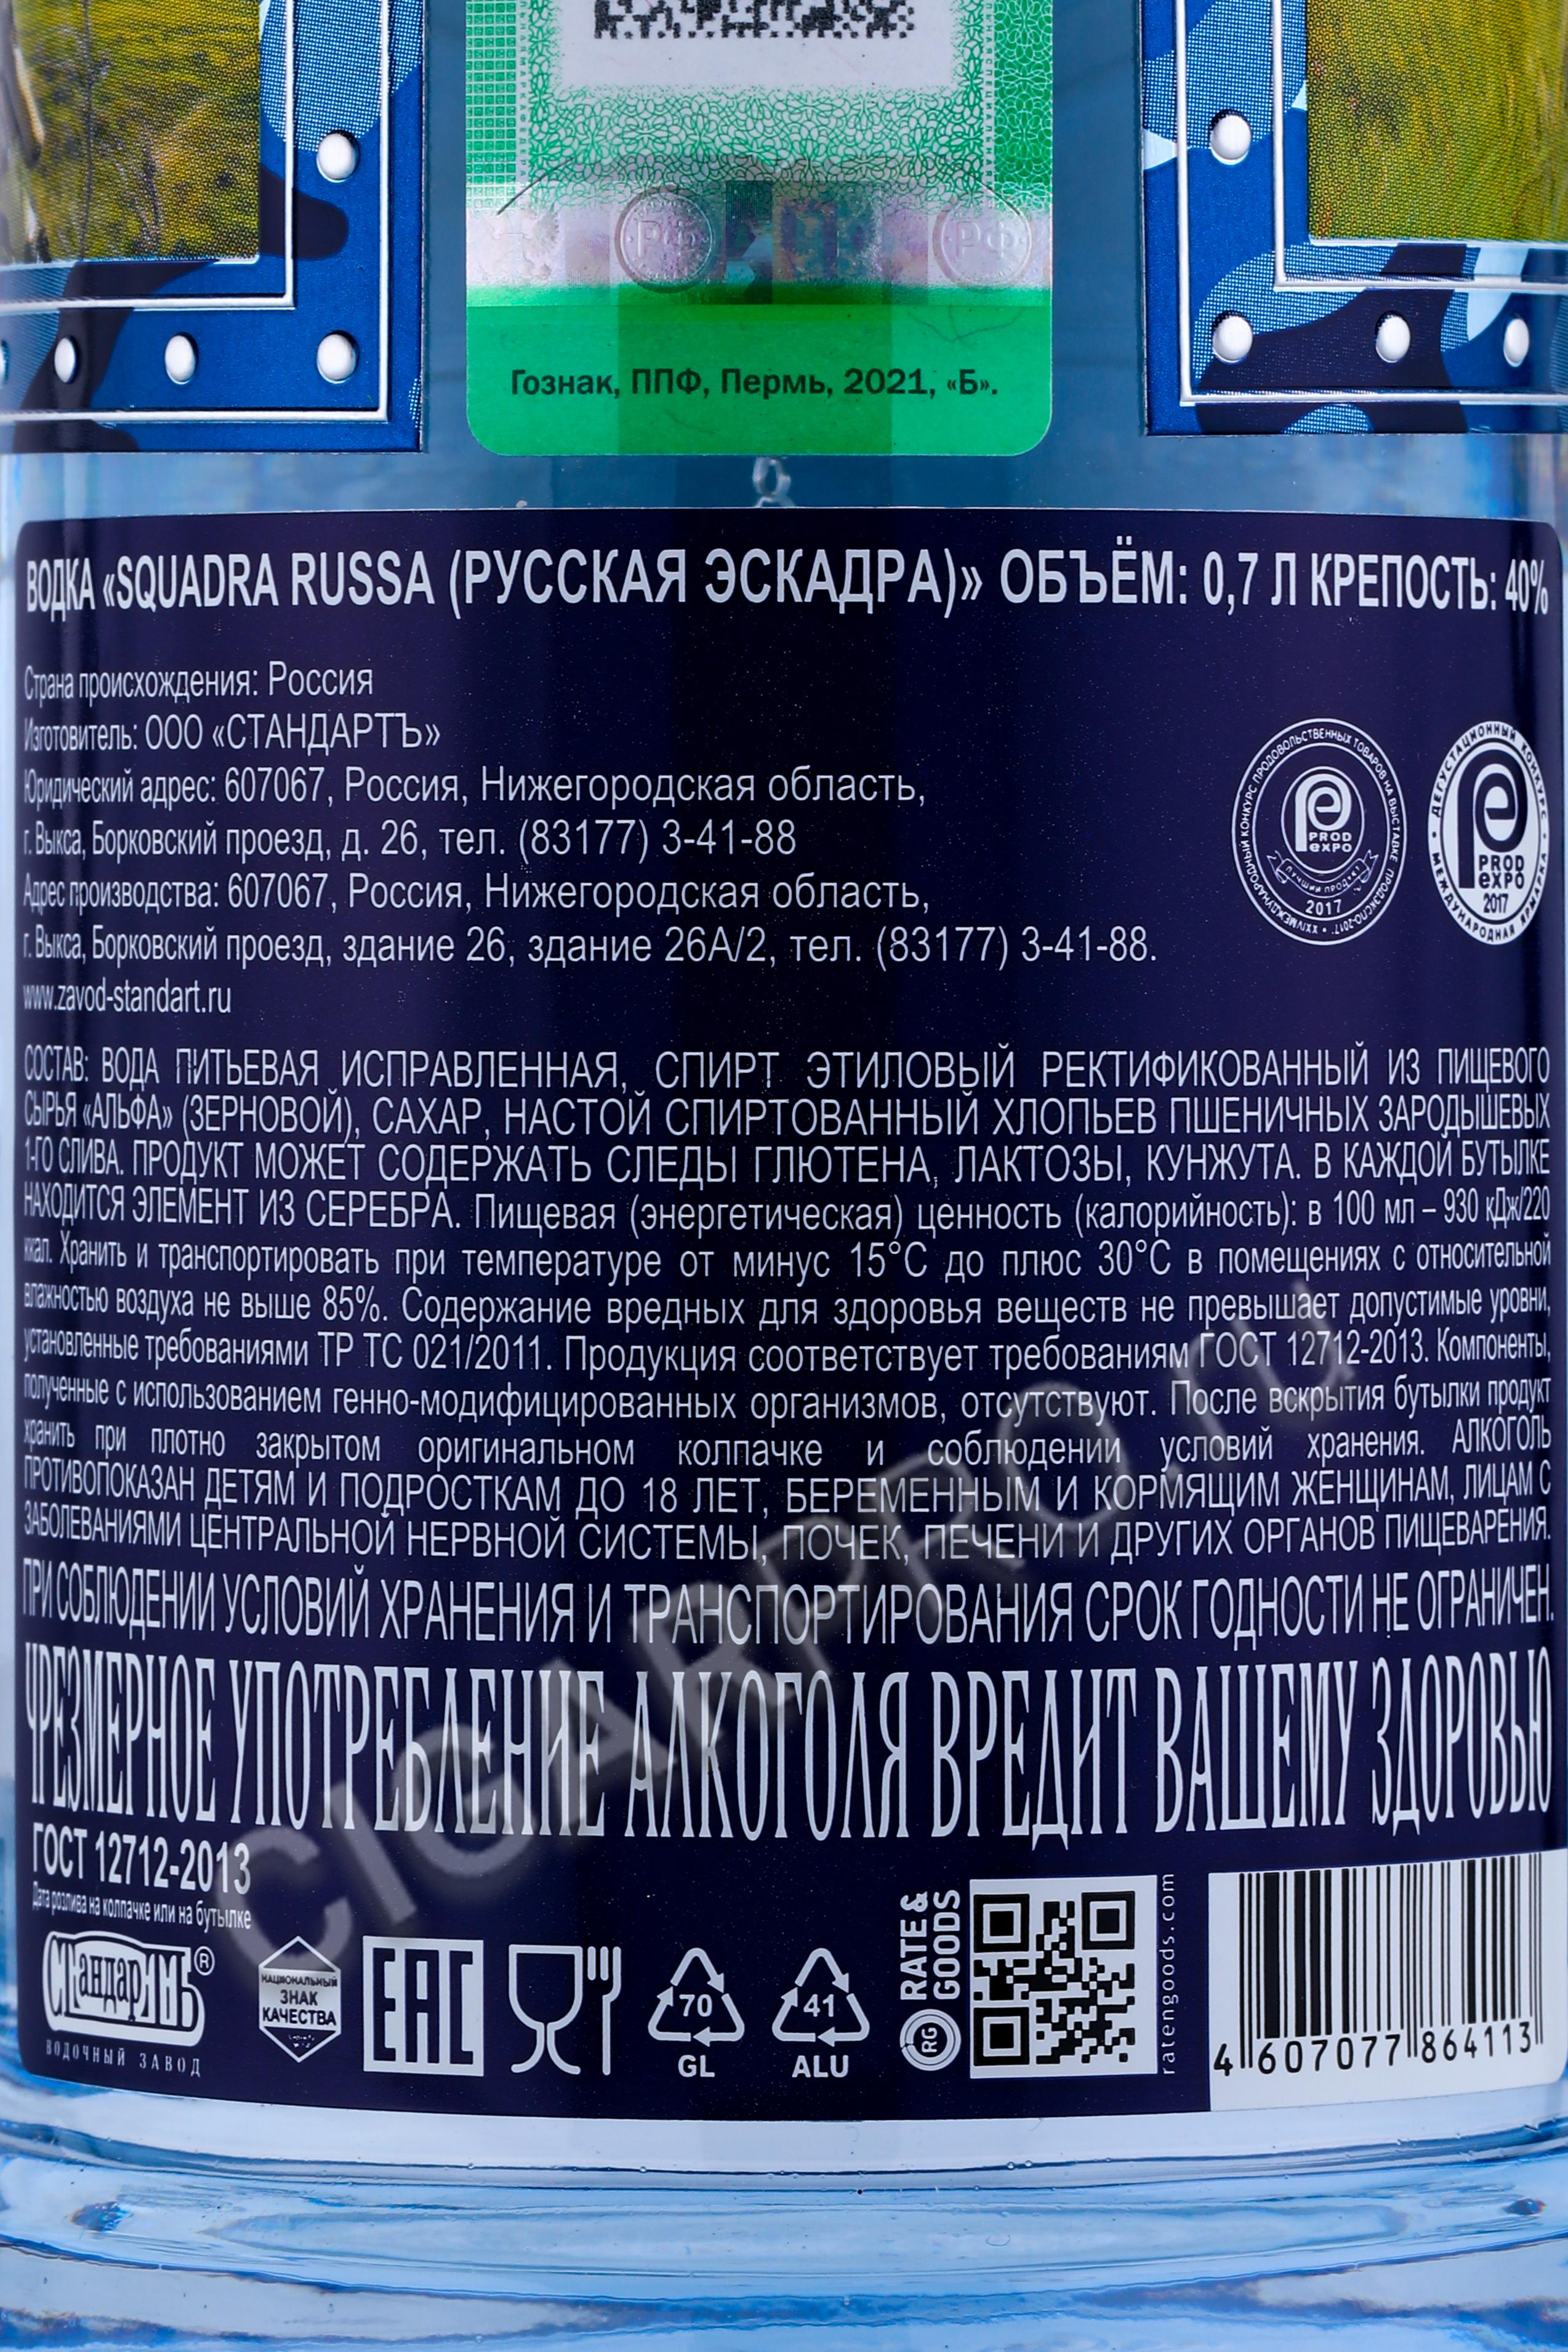 Гознак, ППФ, Пермь, 2021, «Б».
ВОДКА «SQUADRA RUSSA (РУССКАЯ ЭСКАДРА)» ОБЪЁМ: 0,7 Л КРЕПОСТЬ: 40%
Страна происхождения: Россия
Изготовитель: ООО «СТАНДАРТЪ»
Юридический адрес: 607067, Россия, Нижегородская область,
г. Выкса, Борковский проезд, д. 26, тел. (83177) 3-41-88
Адрес производства: 607067, Россия, Нижегородская область,
г. Выкса, Борковский проезд, здание 26, здание 26А/2, тел. (83177) 3-41-88.
www.zavod-standart.ru
PROD
EXPO
ЛУЧШИЙ ПРОДУКТ
2017
ДЕГУСТАЦИОННЫЙ КОНКУРС
МЕЖДУНАРОДНАЯ ЯРМАРКА
PROD
EXPO
2017
СОСТАВ: ВОДА ПИТЬЕВАЯ ИСПРАВЛЕННАЯ, СПИРТ ЭТИЛОВЫЙ РЕКТИФИКОВАННЫЙ ИЗ ПИЩЕВОГО
СЫРЬЯ «АЛЬФА» (ЗЕРНОВОЙ), САХАР, НАСТОЙ СПИРТОВАННЫЙ ХЛОПЬЕВ ПШЕНИЧНЫХ ЗАРОДЫШЕВЫХ
1-ГО СЛИВА. ПРОДУКТ МОЖЕТ СОДЕРЖАТЬ СЛЕДЫ ГЛЮТЕНА, ЛАКТОЗЫ, КУНЖУТА. В КАЖДОЙ БУТЫЛКЕ
НАХОДИТСЯ ЭЛЕМЕНТ ИЗ СЕРЕБРА. Пищевая (энергетическая) ценность (калорийность): в 100 мл – 930 кДж/220
ккал. Хранить и транспортировать при температуре от минус 15°С до плюс 30°С в помещениях с относительной
влажностью воздуха не выше 85%. Содержание вредных для здоровья веществ не превышает допустимые уровни,
установленные требованиями ТР ТС 021/2011. Продукция соответствует требованиям ГОСТ 12712-2013. Компоненты,
полученные с использованием генно-модифицированных организмов, отсутствуют. После вскрытия бутылки продукт
хранить при плотно закрытом оригинальном колпачке и соблюдении условий хранения. АЛКОГОЛЬ
ПРОТИВОПОКАЗАН ДЕТЯМ И ПОДРОСТКАМ ДО 18 ЛЕТ, БЕРЕМЕННЫМ И КОРМЯЩИМ ЖЕНЩИНАМ, ЛИЦАМ С
ЗАБОЛЕВАНИЯМИ ЦЕНТРАЛЬНОЙ НЕРВНОЙ СИСТЕМЫ, ПОЧЕК, ПЕЧЕНИ И ДРУГИХ ОРГАНОВ ПИЩЕВАРЕНИЯ.
ПРИ СОБЛЮДЕНИИ УСЛОВИЙ ХРАНЕНИЯ И ТРАНСПОРТИРОВАНИЯ СРОК ГОДНОСТИ НЕ ОГРАНИЧЕН.
ЧРЕЗМЕРНОЕ УПОТРЕБЛЕНИЕ АЛКОГОЛЯ ВРЕДИТ ВАШЕМУ ЗДОРОВЬЮ
CIGARPRO.ru
ГОСТ 12712-2013
Дата розлива на колпачке или на бутылке
Стандартъ®
ВОДОЧНЫЙ ЗАВОД
НАЦИОНАЛЬНЫЙ
ЗНАК
КАЧЕСТВА
EAC
70
GL
41
ALU
RATE &
GOODS
RG
ratengoods.com
4 607077 864113